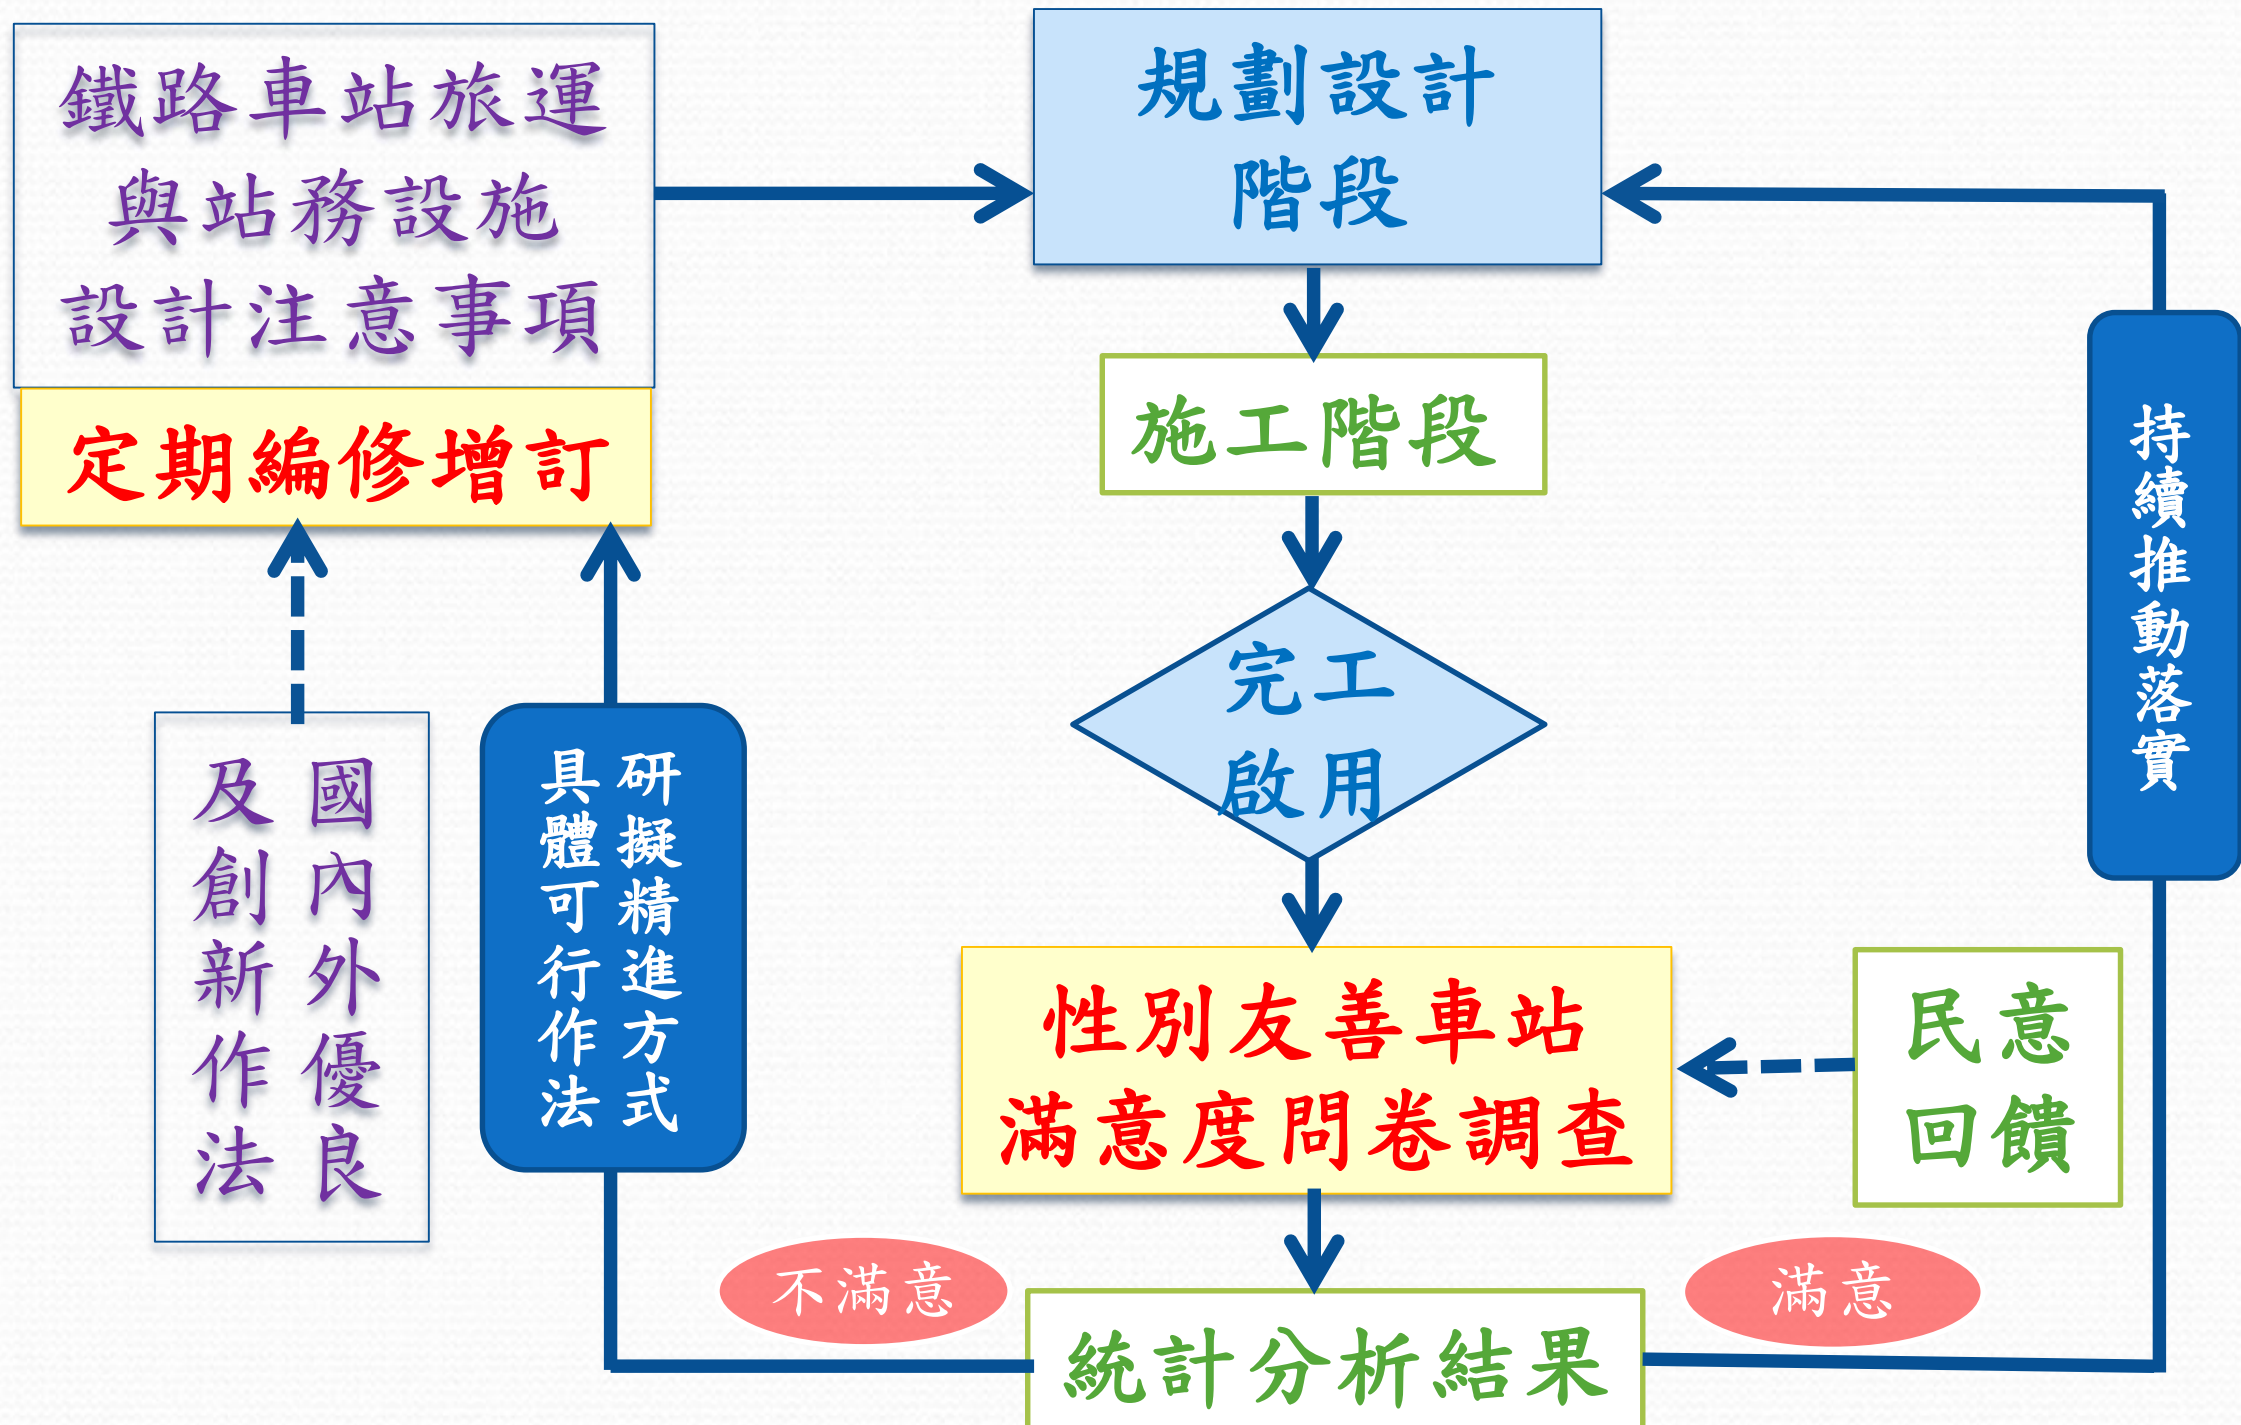 鐵路車站旅運
與站務設施
設計注意事項
定期編修增訂
國內外優良
及創新作法
研擬精進方式
具體可行作法
規劃設計
階段
施工階段
完工
啟用
性別友善車站
滿意度問卷調查
民意
回饋
不滿意
滿意
統計分析結果
持續推動落實